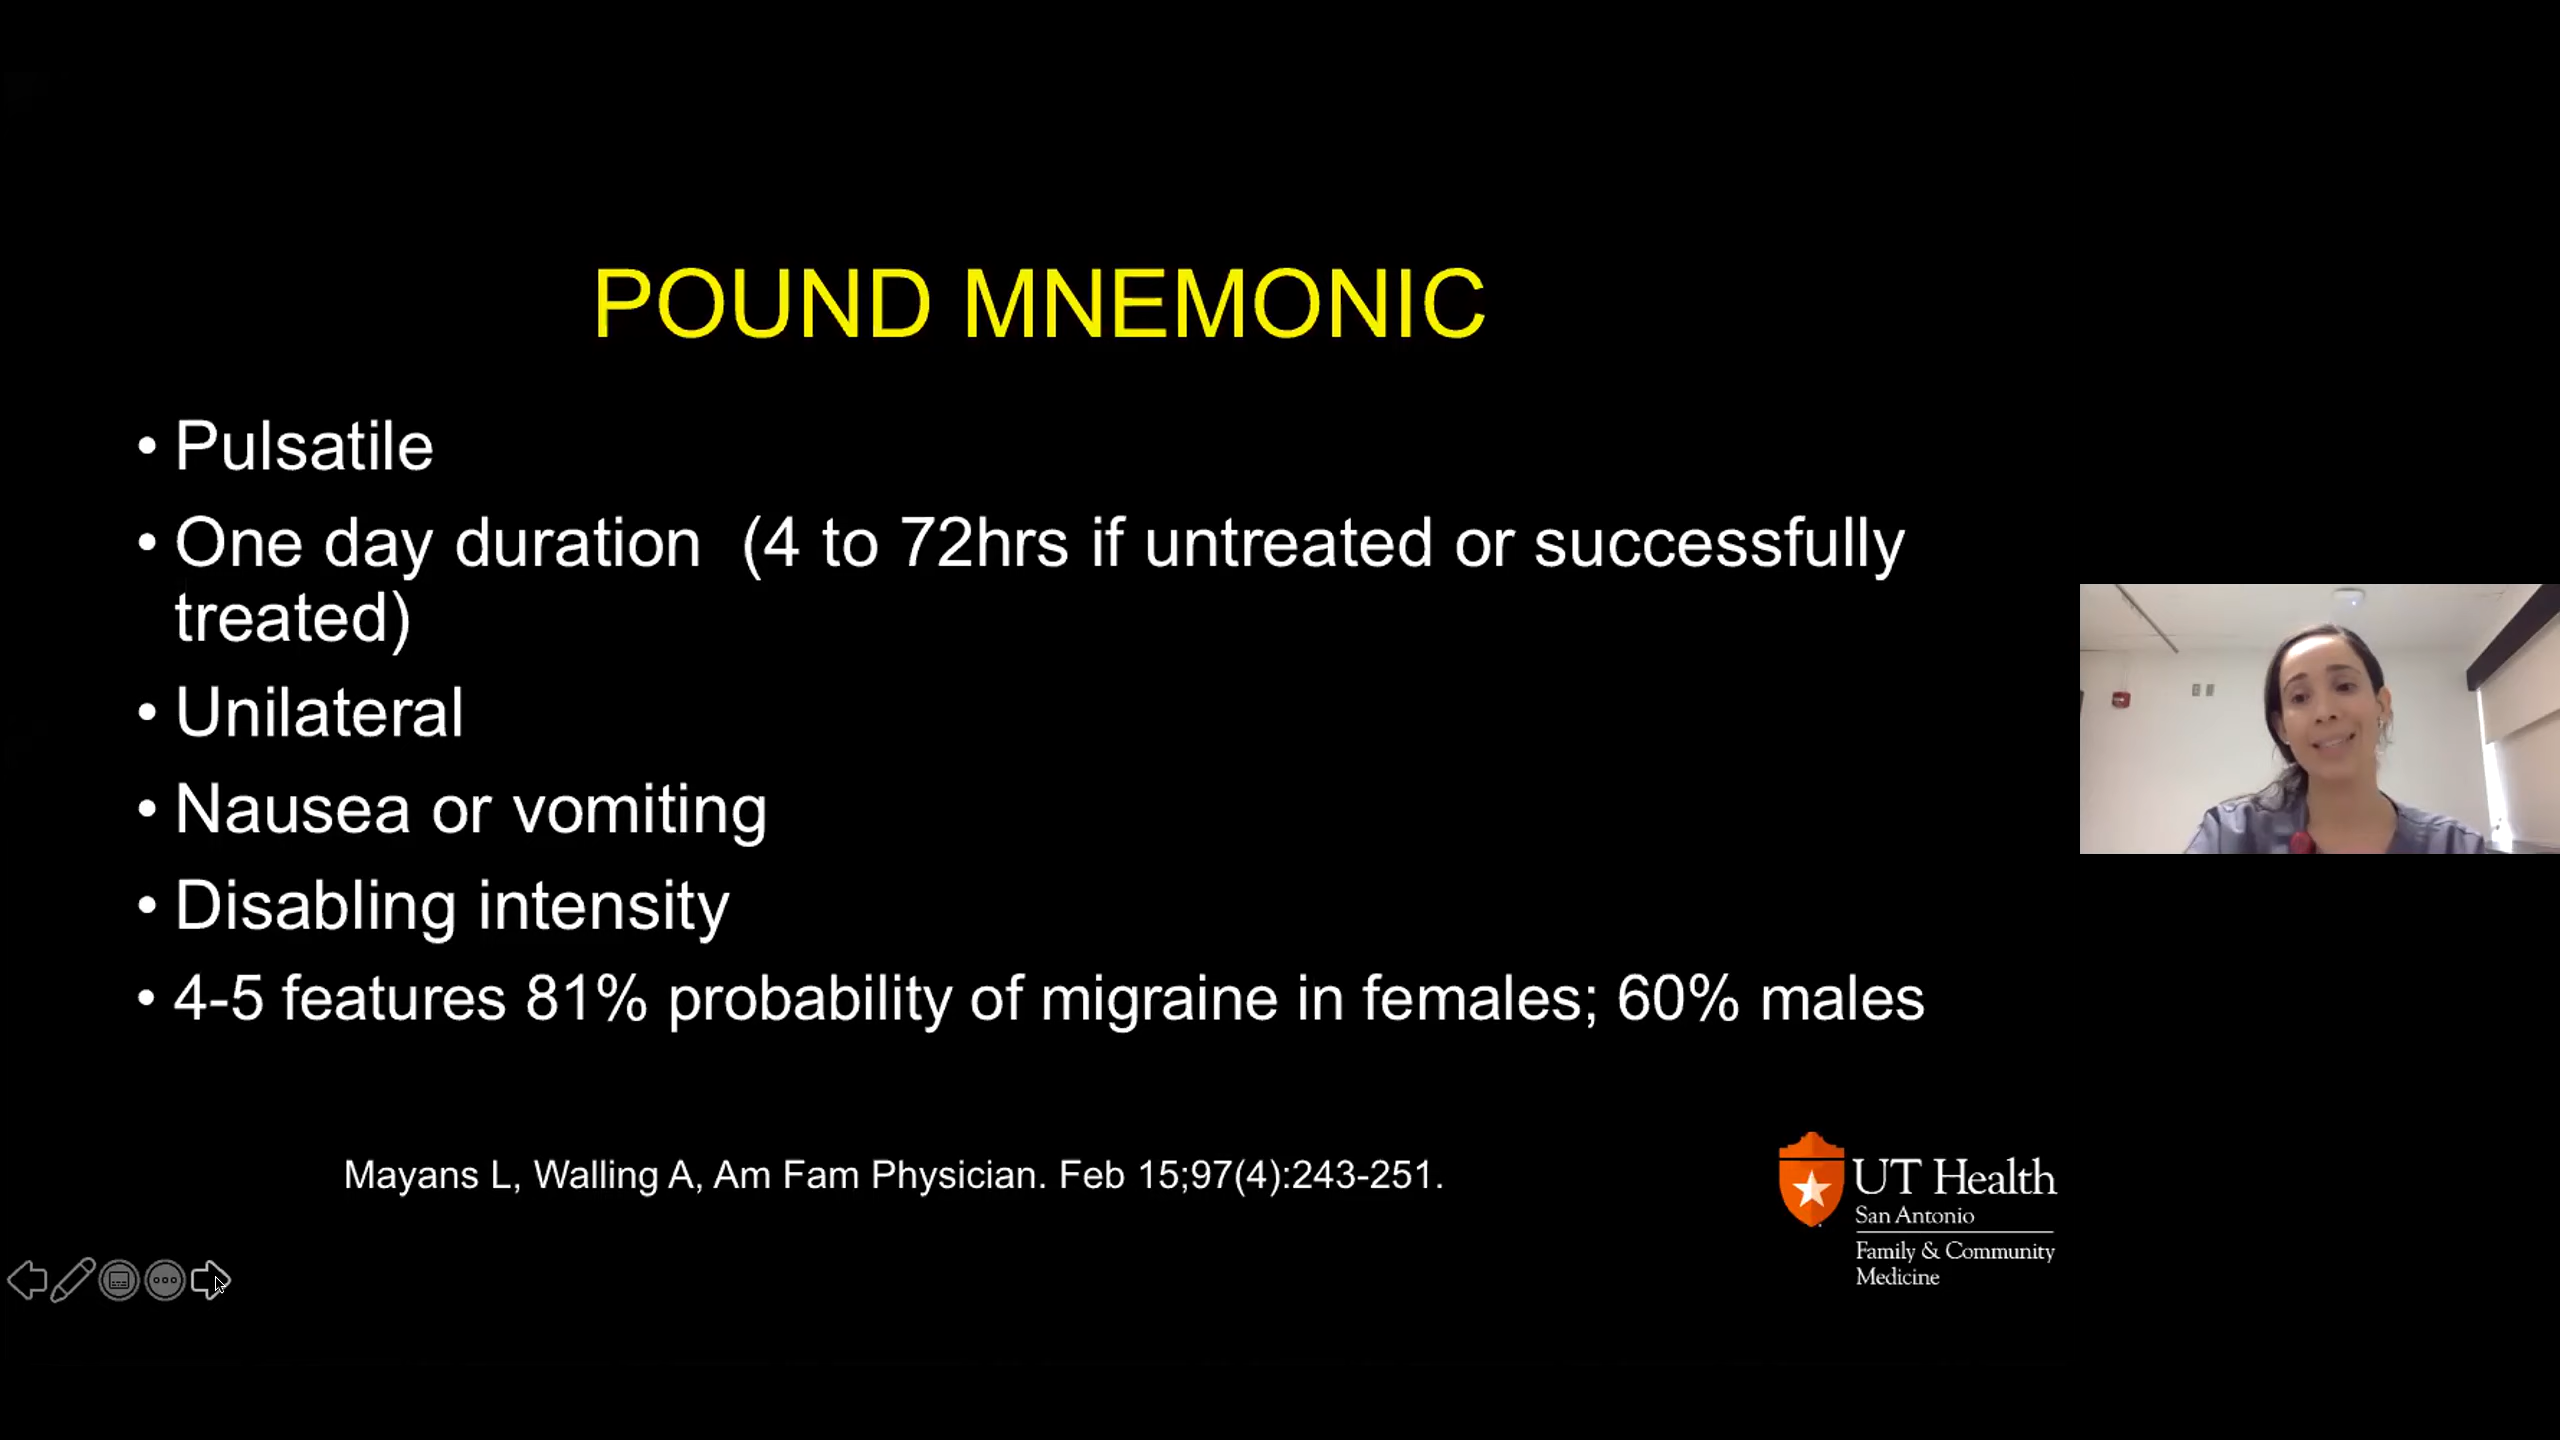 POUND MNEMONIC
• Pulsatile
• One day duration  (4 to 72hrs if untreated or successfully
treated)
• Unilateral
• Nausea or vomiting
• Disabling intensity
• 4-5 features 81% probability of migraine in females; 60% males
Mayans L, Walling A, Am Fam Physician. Feb 15;97(4):243-251.
UT Health
San Antonio
Family & Community
Medicine